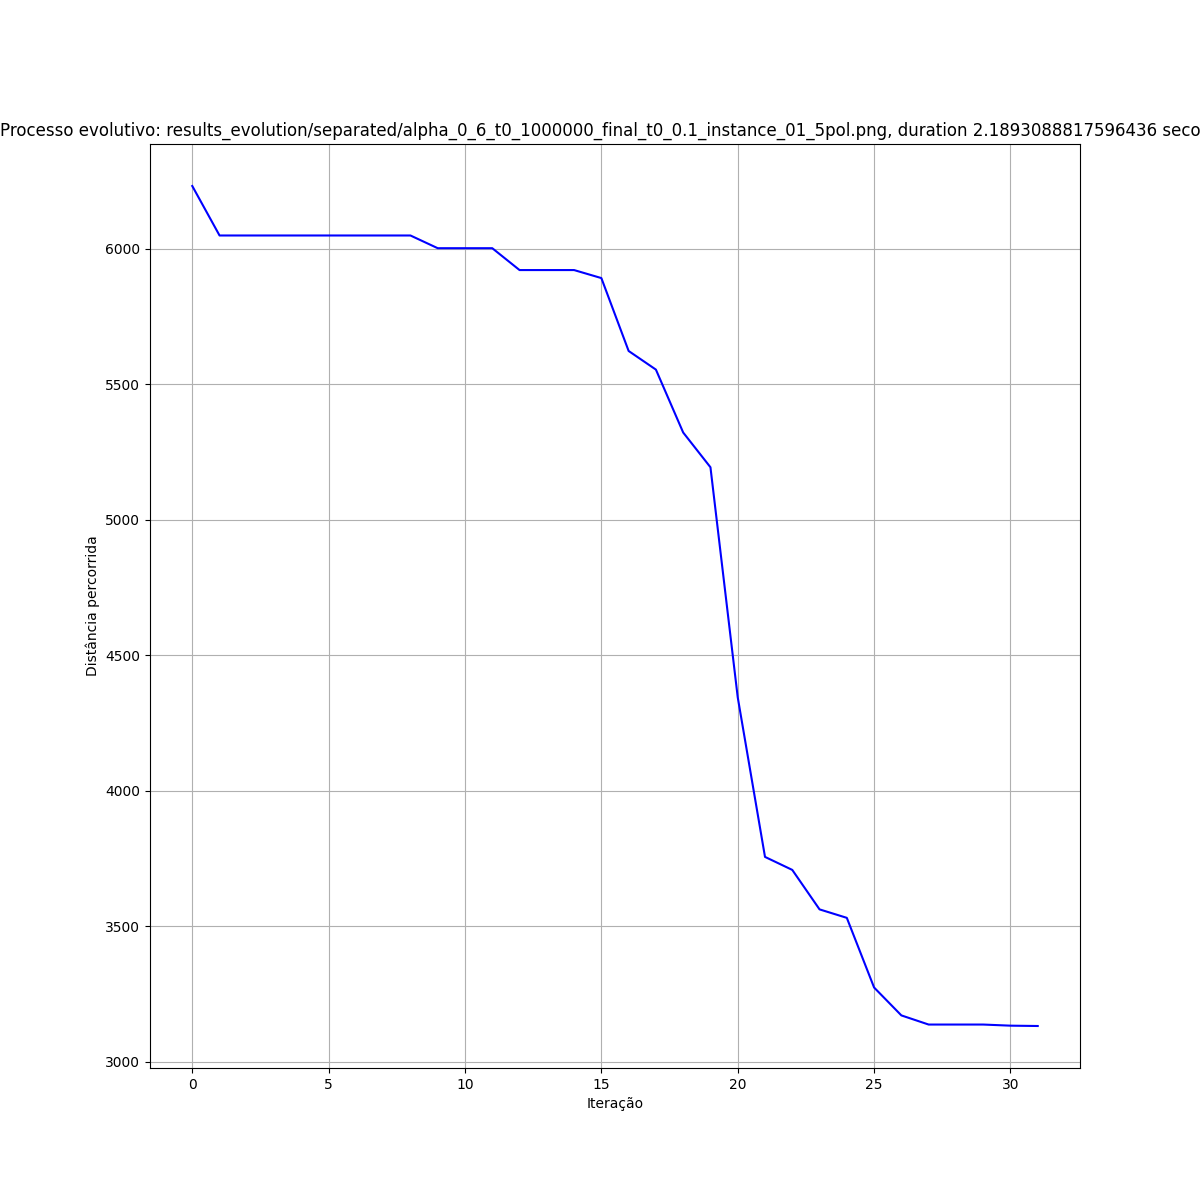 Processo evolutivo: results_evolution/separated/alpha_0_6_t0_1000000_final_t0_0.1_instance_01_5pol.png, duration 2.1893088817596436 seco
6000
5500
5000
4500
4000
3500
3000
Distância percorrida
0 5 10 15 20 25 30
Iteração